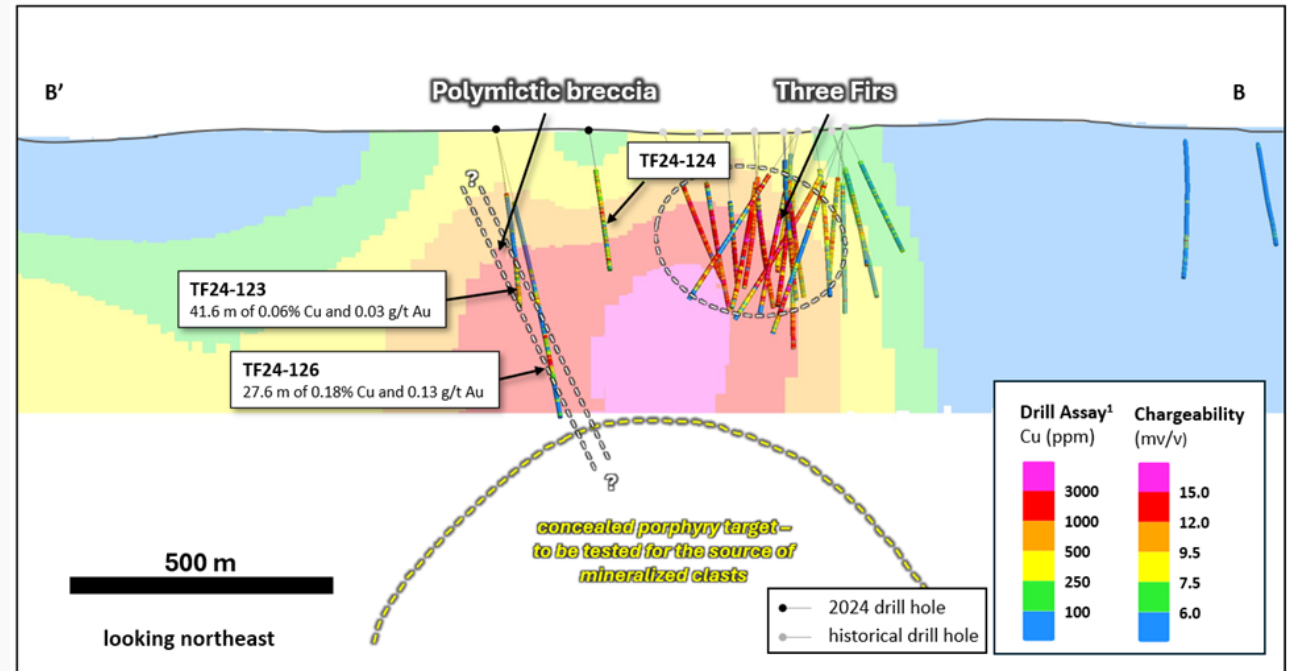 Polymictic breccia
Three Firs
B’
B
?
TF24-124
TF24-123
41.6 m of 0.06% Cu and 0.03 g/t Au
TF24-126
27.6 m of 0.18% Cu and 0.13 g/t Au
?
concealed porphyry target –
to be tested for the source of
mineralized clasts
500 m
looking northeast
2024 drill hole
historical drill hole
Drill Assay¹
Cu (ppm)
3000
1000
500
250
100
Chargeability
(mv/v)
15.0
12.0
9.5
7.5
6.0